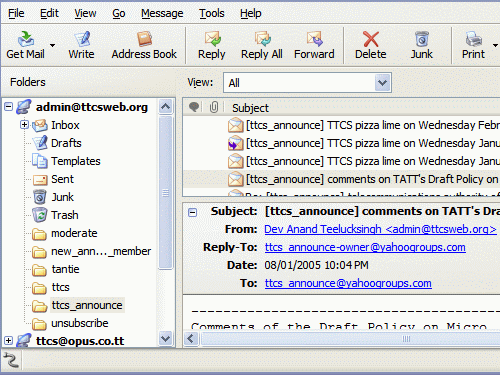 File Edit View Go Message Tools Help
Get Mail Write Address Book Reply Reply All Forward Delete Junk Print
Folders View: All
Subject
admin@ttcsweb.org
Inbox
Drafts
Templates
Sent
Junk
Trash
moderate
new_ann..._member
tantie
ttcs
ttcs_announce
unsubscribe
ttcs@opus.co.tt
[ttcs_announce] TTCS pizza lime on Wednesday Febr
[ttcs_announce] TTCS pizza lime on Wednesday Janu
[ttcs_announce] TTCS pizza lime on Wednesday Janu
[ttcs_announce] comments on TATT's Draft Policy on
Subject: [ttcs_announce] comments on TATT's Dra
From: Dev Anand Teelucksingh <admin@ttcsweb.org>
Reply-To: ttcs_announce-owner@yahoogroups.com
Date: 08/01/2005 10:04 PM
To: ttcs_announce@yahoogroups.com
Comments of the Draft Policy on Micro